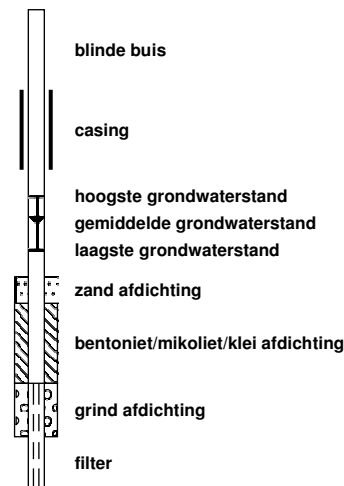 blinde buis
casing
hoogste grondwaterstand
gemiddelde grondwaterstand
laagste grondwaterstand
zand afdichting
bentoniet/mikoliet/klei afdichting
grind afdichting
filter